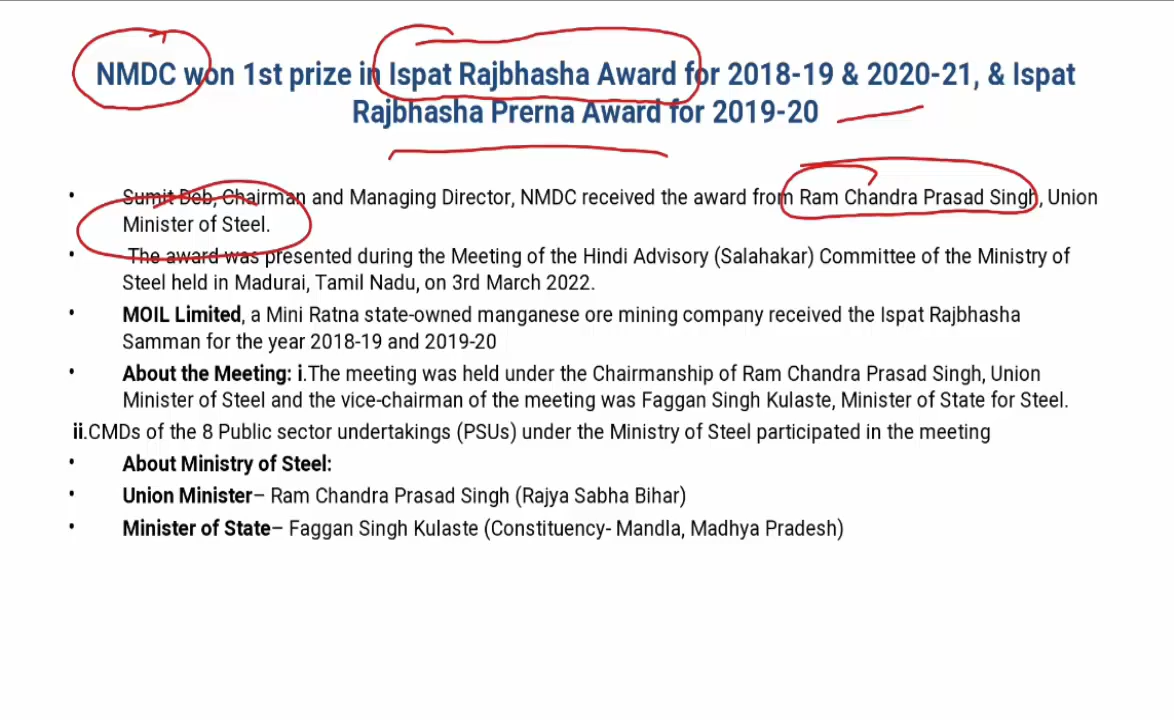 NMDC won 1st prize in Ispat Rajbhasha Award for 2018-19 & 2020-21, & Ispat
Rajbhasha Prerna Award for 2019-20
• Sumit Deb, Chairman and Managing Director, NMDC received the award from Ram Chandra Prasad Singh, Union
Minister of Steel.
• The award was presented during the Meeting of the Hindi Advisory (Salahakar) Committee of the Ministry of
Steel held in Madurai, Tamil Nadu, on 3rd March 2022.
• MOIL Limited, a Mini Ratna state-owned manganese ore mining company received the Ispat Rajbhasha
Samman for the year 2018-19 and 2019-20
• About the Meeting: i.The meeting was held under the Chairmanship of Ram Chandra Prasad Singh, Union
Minister of Steel and the vice-chairman of the meeting was Faggan Singh Kulaste, Minister of State for Steel.
ii.CMDs of the 8 Public sector undertakings (PSUs) under the Ministry of Steel participated in the meeting
• About Ministry of Steel:
• Union Minister– Ram Chandra Prasad Singh (Rajya Sabha Bihar)
• Minister of State– Faggan Singh Kulaste (Constituency- Mandla, Madhya Pradesh)